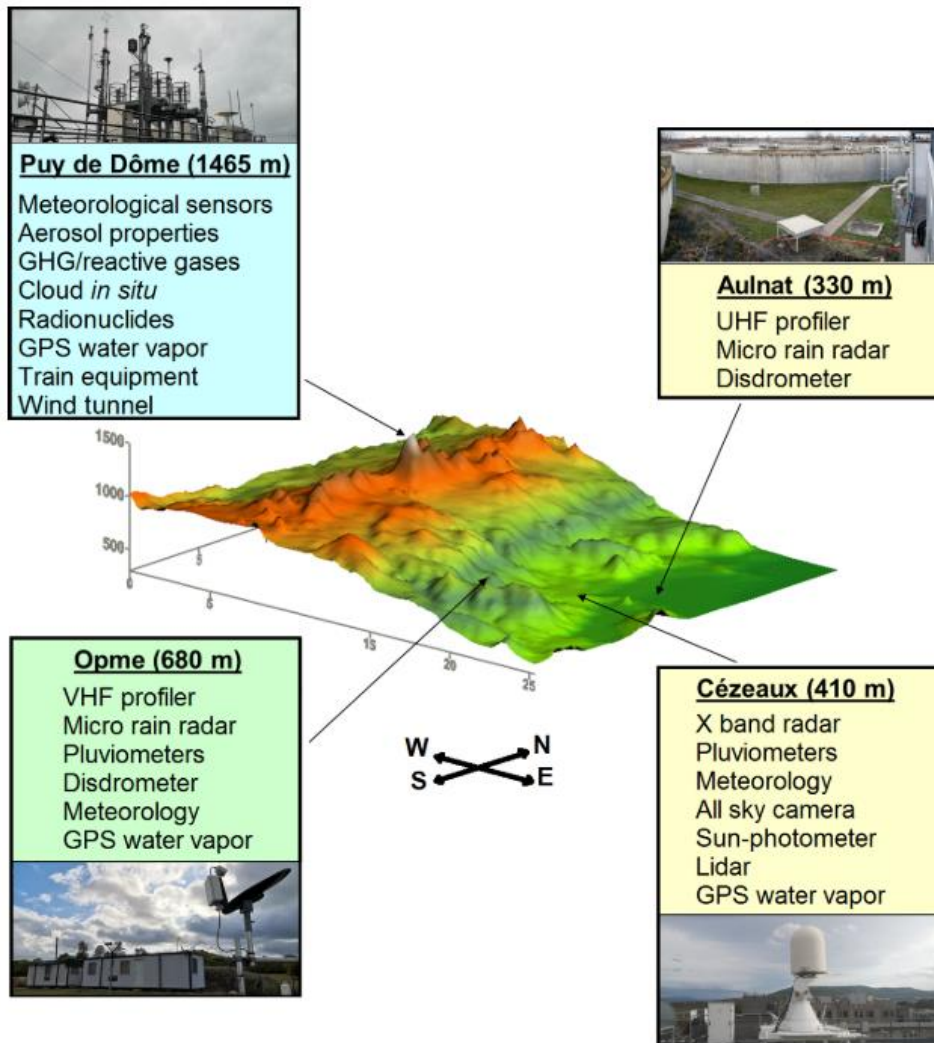 Puy de Dôme (1465 m)
Meteorological sensors
Aerosol properties
GHG/reactive gases
Cloud in situ
Radionuclides
GPS water vapor
Train equipment
Wind tunnel
Aulnat (330 m)
UHF profiler
Micro rain radar
Disdrometer
1500
1000
500
0
5
5
15
20
25
Opme (680 m)
VHF profiler
Micro rain radar
Pluviometers
Disdrometer
Meteorology
GPS water vapor
W N
S E
Cézeaux (410 m)
X band radar
Pluviometers
Meteorology
All sky camera
Sun-photometer
Lidar
GPS water vapor